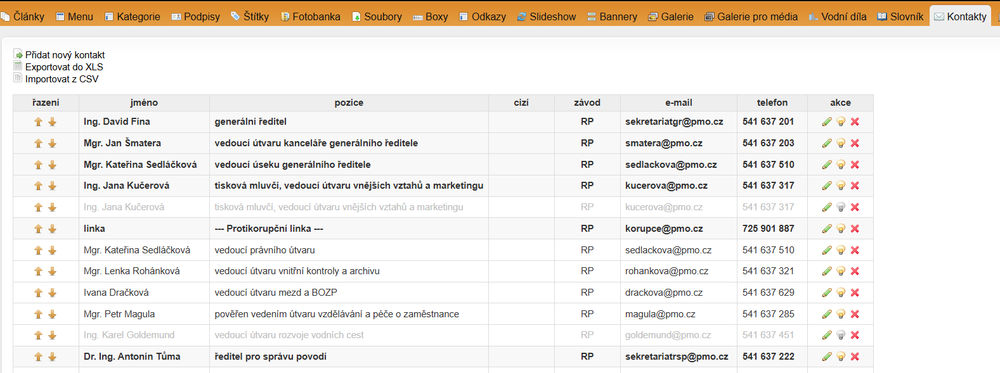 Články Menu Kategorie Podpisy Štítky Fotobanka Soubory Boxy Odkazy Slideshow Bannery Galerie Galerie pro média Vodní díla Slovník Kontakty
Přidat nový kontakt
Exportovat do XLS
Importovat z CSV
řazení jméno pozice cizí závod e-mail telefon akce
Ing. David Fína generální ředitel RP sekretariatgr@pmo.cz 541 637 201
Mgr. Jan Šmatera vedoucí útvaru kanceláře generálního ředitele RP smatera@pmo.cz 541 637 203
Mgr. Kateřina Sedláčková vedoucí úseku generálního ředitele RP sedlackova@pmo.cz 541 637 510
Ing. Jana Kučerová tisková mluvčí, vedoucí útvaru vnějších vztahů a marketingu RP kucerova@pmo.cz 541 637 317
Ing. Jana Kučerová tisková mluvčí, vedoucí útvaru vnějších vztahů a marketingu RP kucerova@pmo.cz 541 637 317
linka --- Protikorupční linka --- RP korupce@pmo.cz 725 901 887
Mgr. Kateřina Sedláčková vedoucí právního útvaru RP sedlackova@pmo.cz 541 637 510
Mgr. Lenka Rohánková vedoucí útvaru vnitřní kontroly a archivu RP rohankova@pmo.cz 541 637 321
Ivana Dračková vedoucí útvaru mezd a BOZP RP drackova@pmo.cz 541 637 629
Mgr. Petr Magula pověřen vedením útvaru vzdělávání a péče o zaměstnance RP magula@pmo.cz 541 637 285
Ing. Karel Goldemund vedoucí útvaru rozvoje vodních cest RP goldemund@pmo.cz 541 637 451
Dr. Ing. Antonín Tůma ředitel pro správu povodí RP sekretariatrsp@pmo.cz 541 637 222